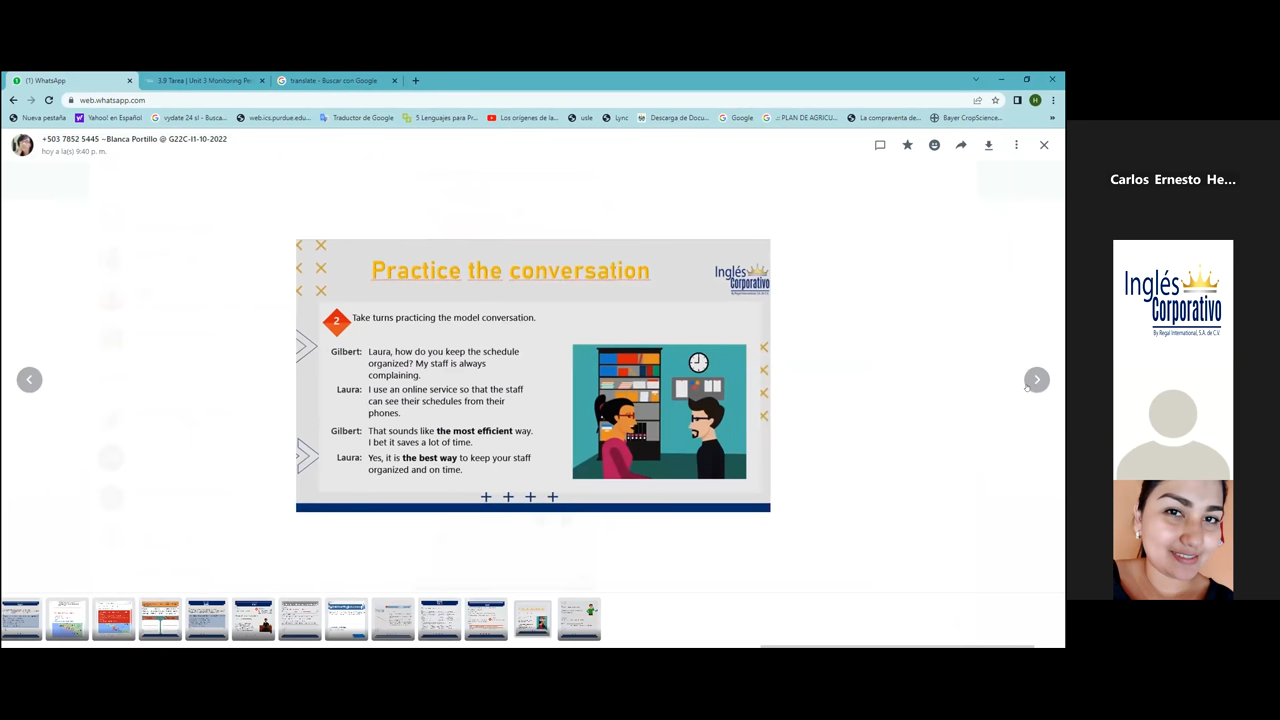 (1) WhatsApp
3.9 Tarea | Unit 3 Monitoring Pe
translate - Buscar con Google
web.whatsapp.com
Nueva pestaña
Yahoo! en Español
vydate 24 sl - Busca...
web.ics.purdue.edu...
Traductor de Google
5 Lenguajes para Pr...
Los orígenes de la...
usle
Lync
Descarga de Docu...
Google
.:: PLAN DE AGRICU...
La compraventa de...
Bayer CropScience...
»
+503 7852 5445 ~Blanca Portillo @ G22C-I1-10-2022
hoy a la(s) 9:40 p. m.
Carlos Ernesto He...
Practice the conversation
Inglés
Corporativo
2 Take turns practicing the model conversation.
Gilbert: Laura, how do you keep the schedule
organized? My staff is always
complaining.
Laura: I use an online service so that the staff
can see their schedules from their
phones.
Gilbert: That sounds like the most efficient way.
I bet it saves a lot of time.
Laura: Yes, it is the best way to keep your staff
organized and on time.
Inglés
Corporativo
By Regal International, S.A. de C.V.